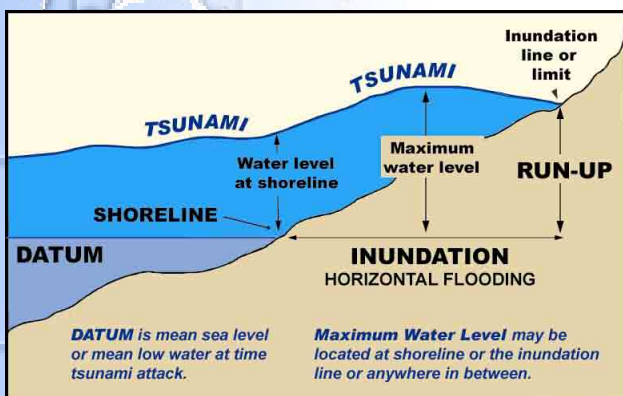 Inundation
line or
limit
TSUNAMI
TSUNAMI
Water level
at shoreline
Maximum
water level
RUN-UP
SHORELINE
DATUM
INUNDATION
HORIZONTAL FLOODING
DATUM is mean sea level
or mean low water at time
tsunami attack.
Maximum Water Level may be
located at shoreline or the inundation
line or anywhere in between.